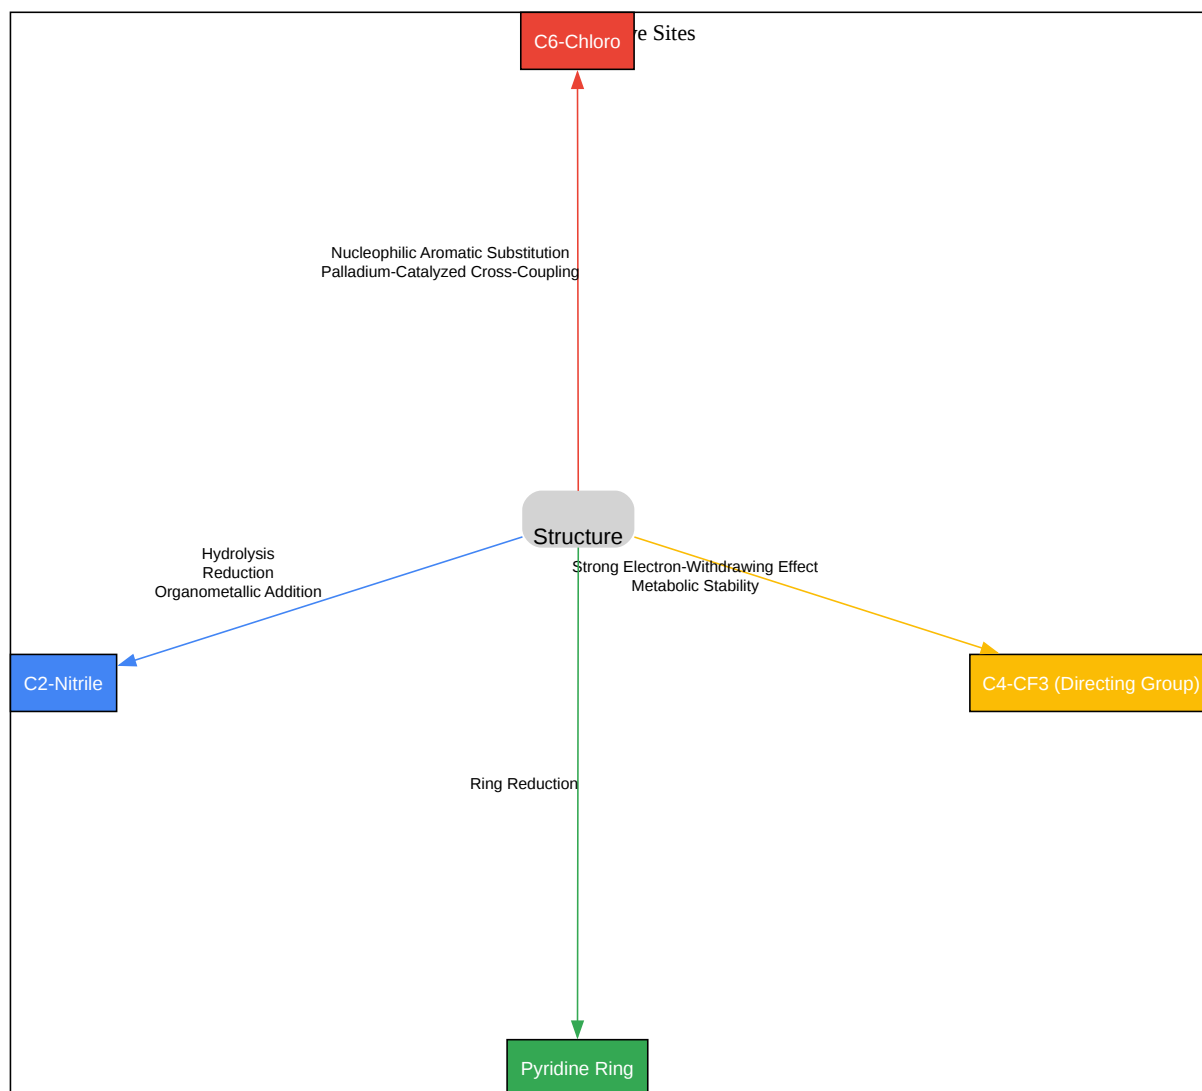 C6-Chloro
Sites
Nucleophilic Aromatic Substitution
Palladium-Catalyzed Cross-Coupling
Structure
Hydrolysis
Reduction
Organometallic Addition
Strong Electron-Withdrawing Effect
Metabolic Stability
C2-Nitrile
C4-CF3 (Directing Group)
Ring Reduction
Pyridine Ring